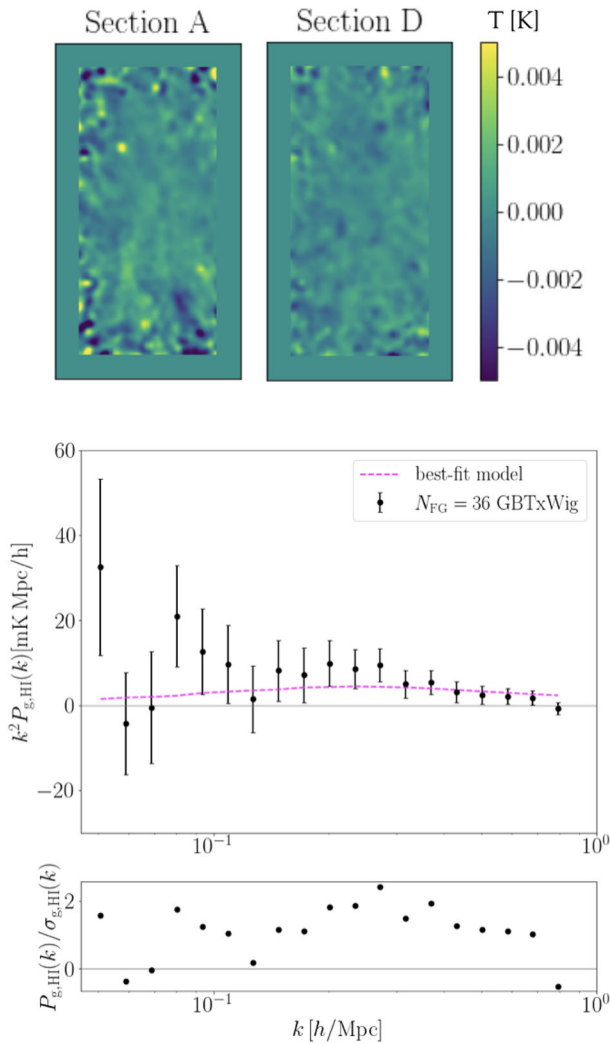 Section A Section D T [K]
0.004
0.002
0.000
−0.002
−0.004
60
40
20
0
−20
k²P_g,HI(k)[mK Mpc/h]
best-fit model
N_FG = 36 GBTxWig
10⁻¹ 10⁰
2
0
P_g,HI(k)/σ_g,HI(k)
10⁻¹ 10⁰
k [h/Mpc]